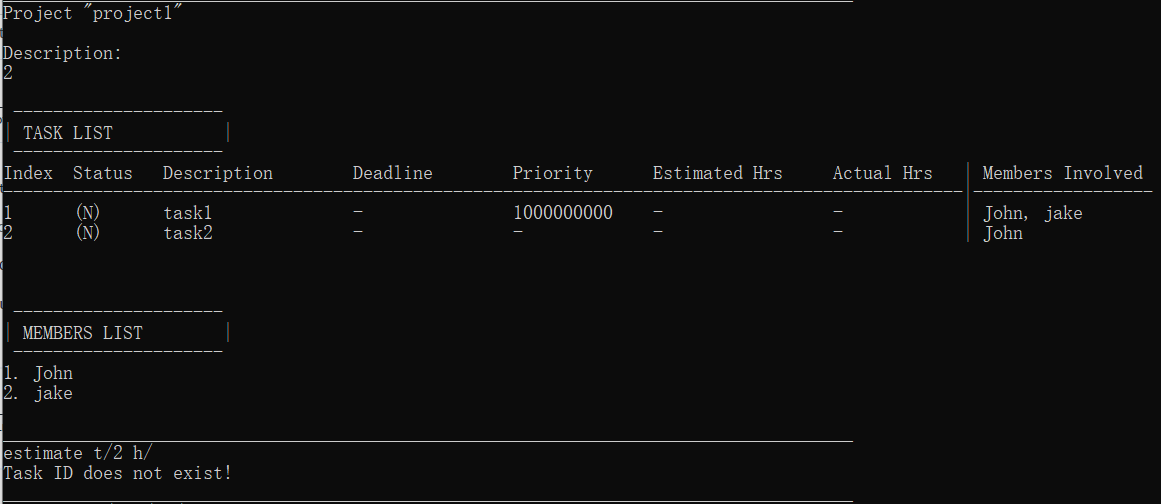 Project "project1"
Description:
2
TASK LIST
Index Status Description Deadline Priority Estimated Hrs Actual Hrs | Members Involved
1 (N) task1 - 1000000000 - - | John, jake
2 (N) task2 - - - - | John
MEMBERS LIST
1. John
2. jake
estimate t/2 h/
Task ID does not exist!